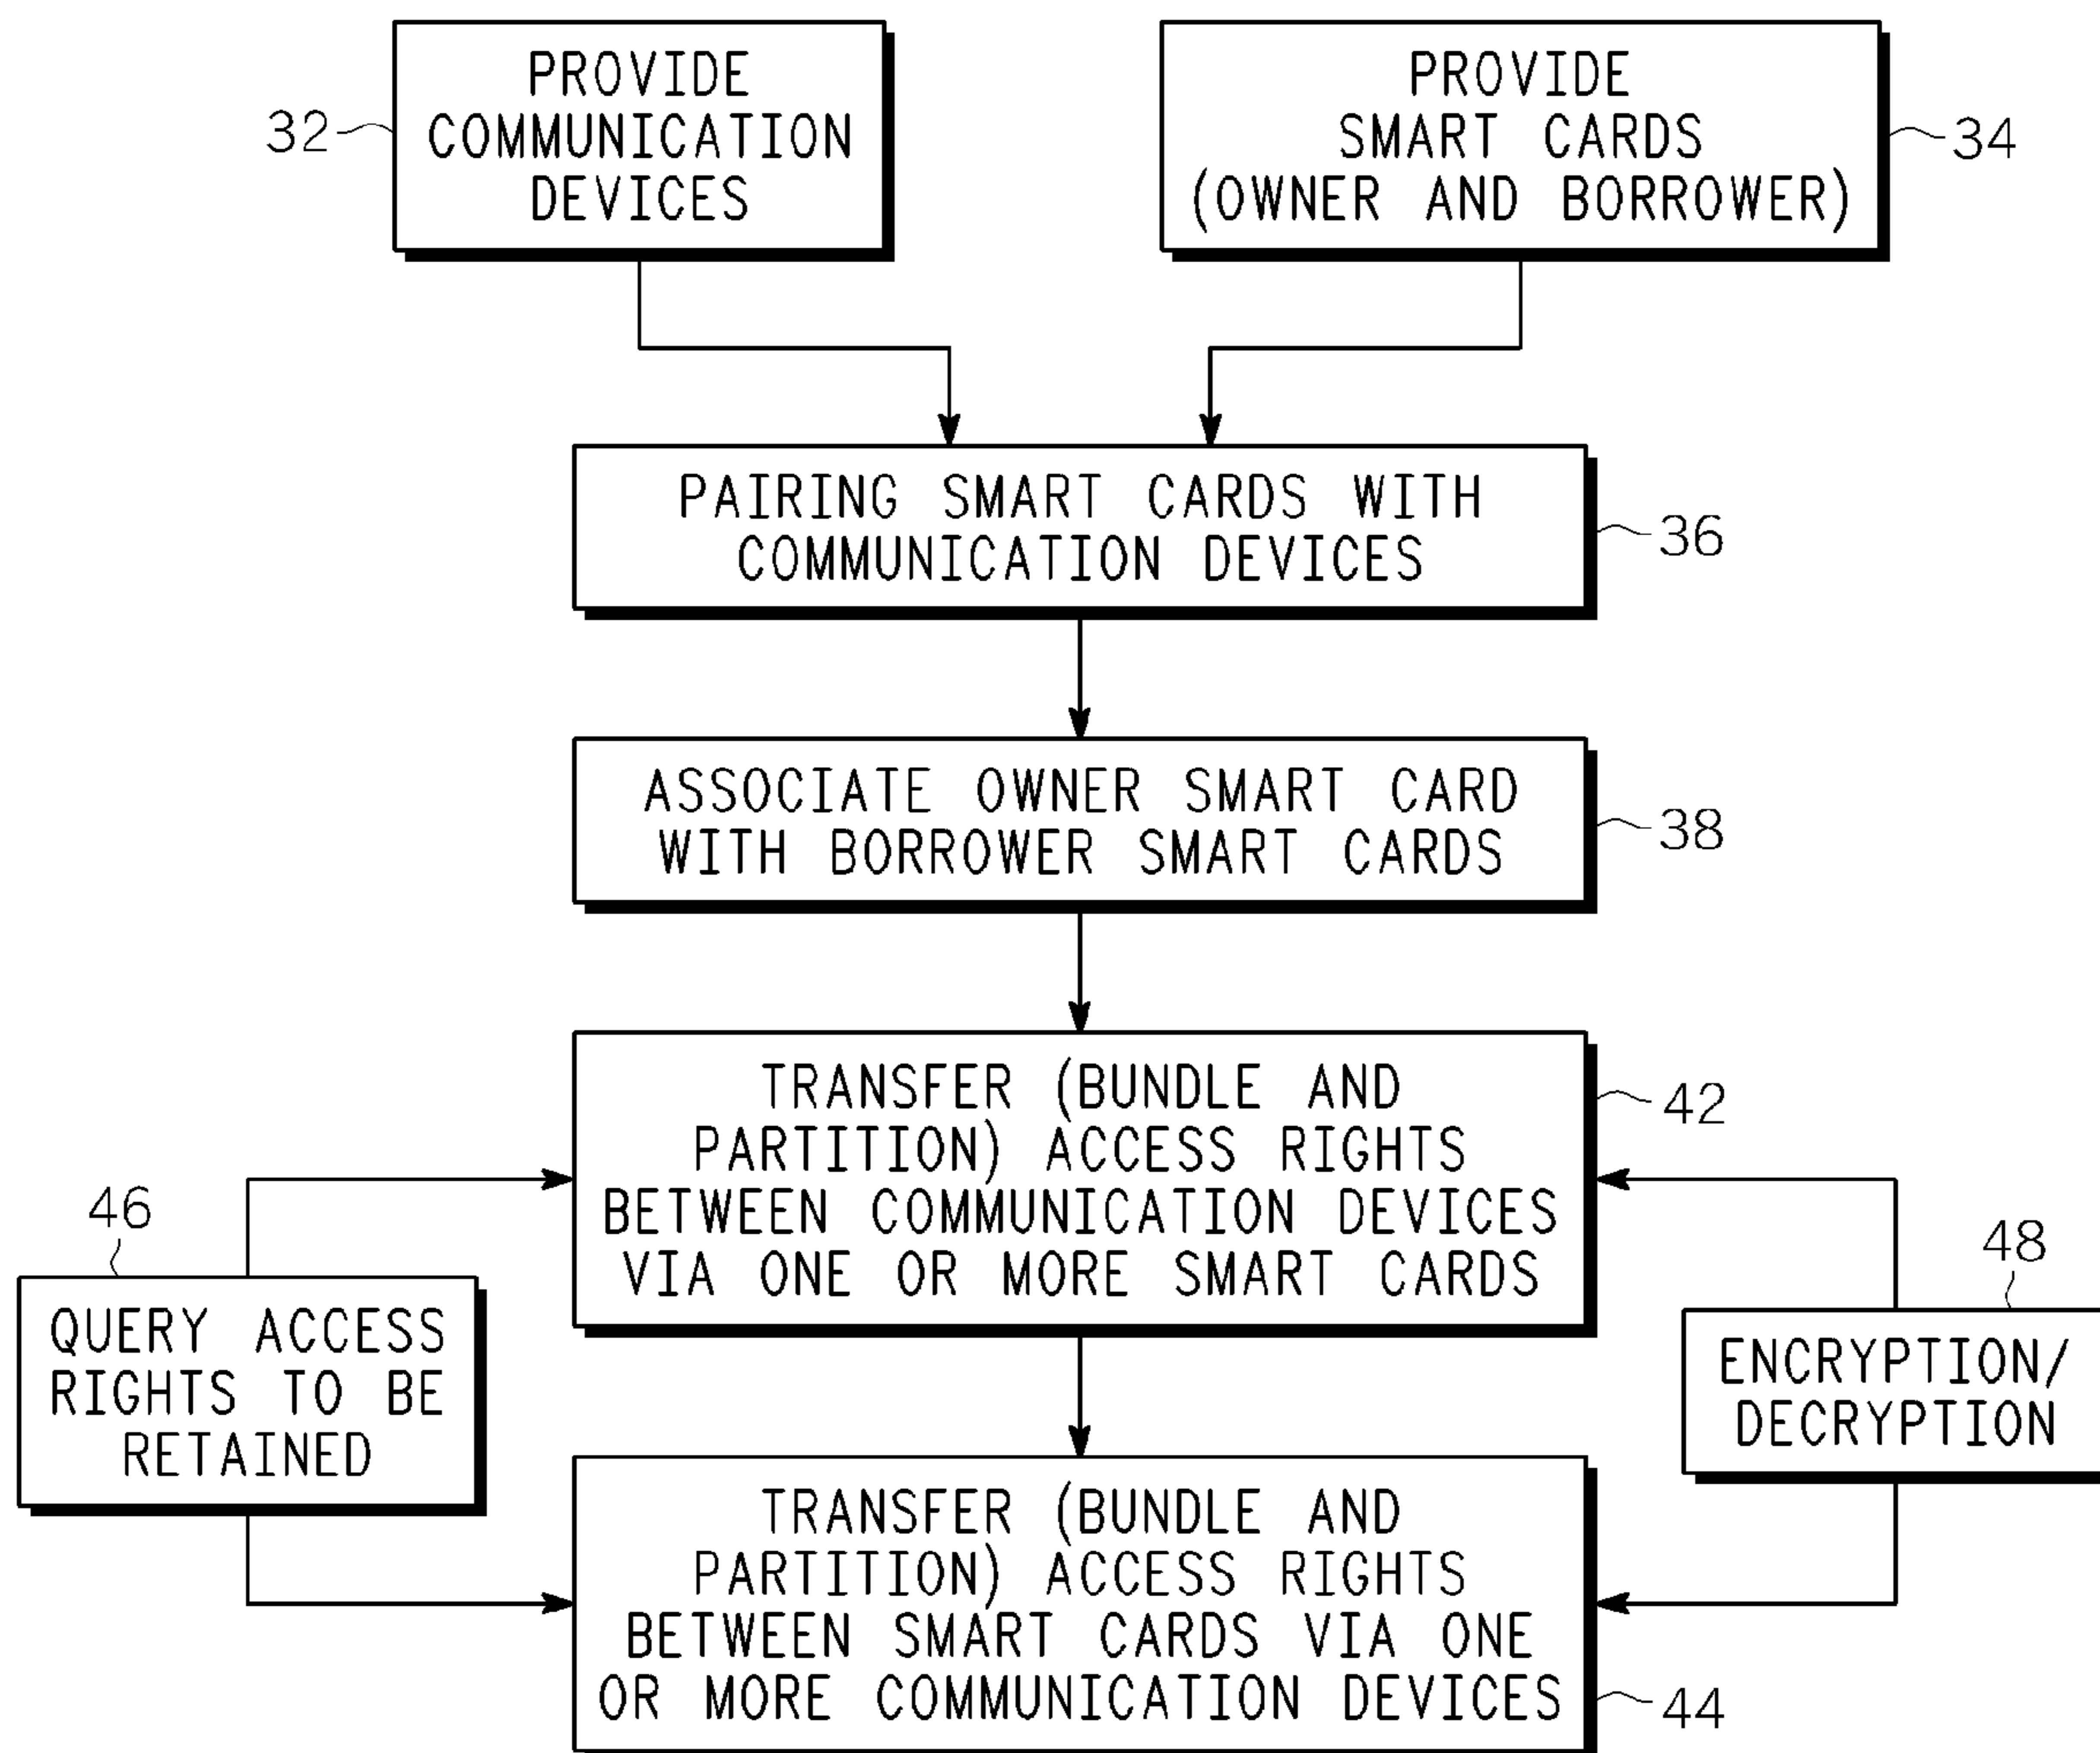 PROVIDE
COMMUNICATION
DEVICES
32
PROVIDE
SMART CARDS
(OWNER AND BORROWER)
34
PAIRING SMART CARDS WITH
COMMUNICATION DEVICES
36
ASSOCIATE OWNER SMART CARD
WITH BORROWER SMART CARDS
38
TRANSFER (BUNDLE AND
PARTITION) ACCESS RIGHTS
BETWEEN COMMUNICATION DEVICES
VIA ONE OR MORE SMART CARDS
42
46
QUERY ACCESS
RIGHTS TO BE
RETAINED
48
ENCRYPTION/
DECRYPTION
TRANSFER (BUNDLE AND
PARTITION) ACCESS RIGHTS
BETWEEN SMART CARDS VIA ONE
OR MORE COMMUNICATION DEVICES
44